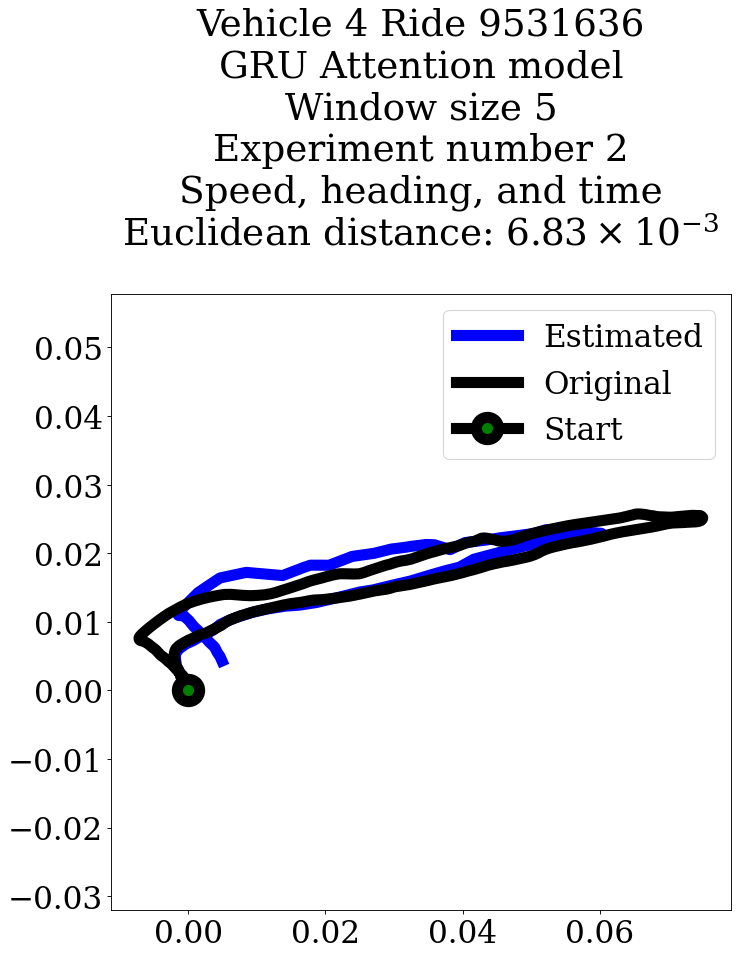 Vehicle 4 Ride 9531636
GRU Attention model
Window size 5
Experiment number 2
Speed, heading, and time
Euclidean distance: 6.83 × 10⁻³
Estimated
Original
Start
0.05
0.04
0.03
0.02
0.01
0.00
−0.01
−0.02
−0.03
0.00 0.02 0.04 0.06